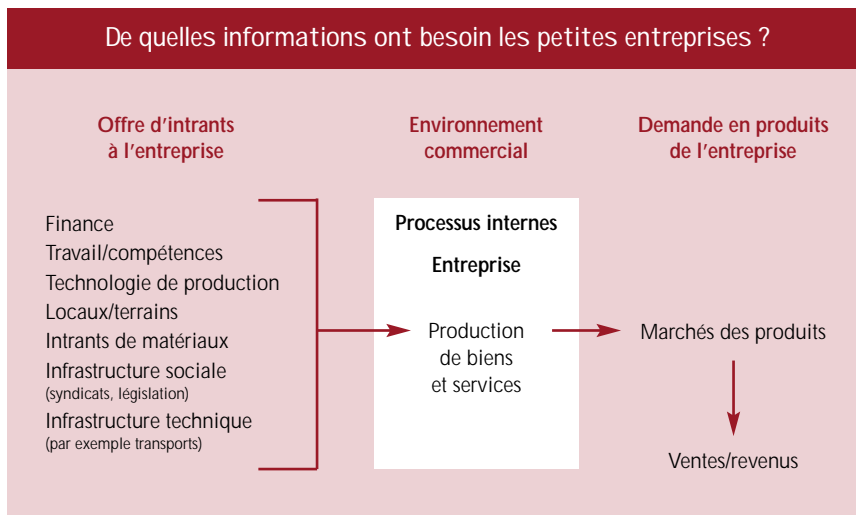 De quelles informations ont besoin les petites entreprises ?
Offre d'intrants
à l'entreprise
Finance
Travail/compétences
Technologie de production
Locaux/terrains
Intrants de matériaux
Infrastructure sociale
(syndicats, législation)
Infrastructure technique
(par exemple transports)
Environnement
commercial
Processus internes
Entreprise
Production
de biens
et services
Demande en produits
de l'entreprise
Marchés des produits
Ventes/revenus